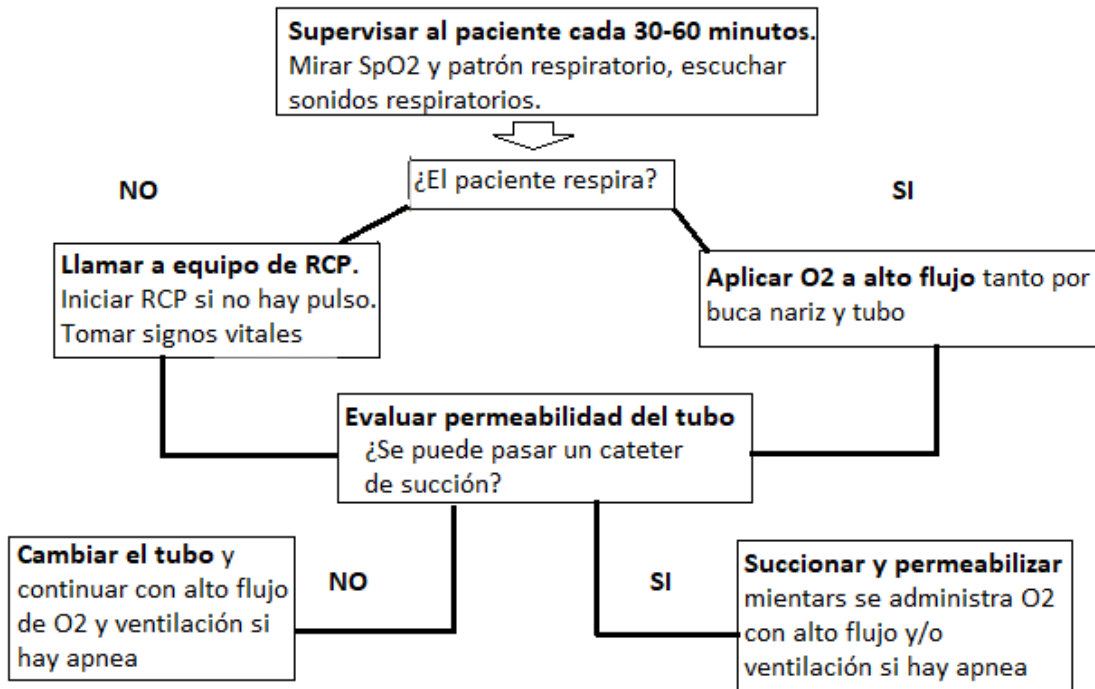 Supervisar al paciente cada 30-60 minutos.
Mirar SpO2 y patrón respiratorio, escuchar
sonidos respiratorios.
¿El paciente respira?
NO
SI
Llamar a equipo de RCP.
Iniciar RCP si no hay pulso.
Tomar signos vitales
Aplicar O2 a alto flujo tanto por
buca nariz y tubo
Evaluar permeabilidad del tubo
¿Se puede pasar un cateter
de succión?
Cambiar el tubo y
continuar con alto flujo
de O2 y ventilación si
hay apnea
NO
SI
Succionar y permeabilizar
mientars se administra O2
con alto flujo y/o
ventilación si hay apnea